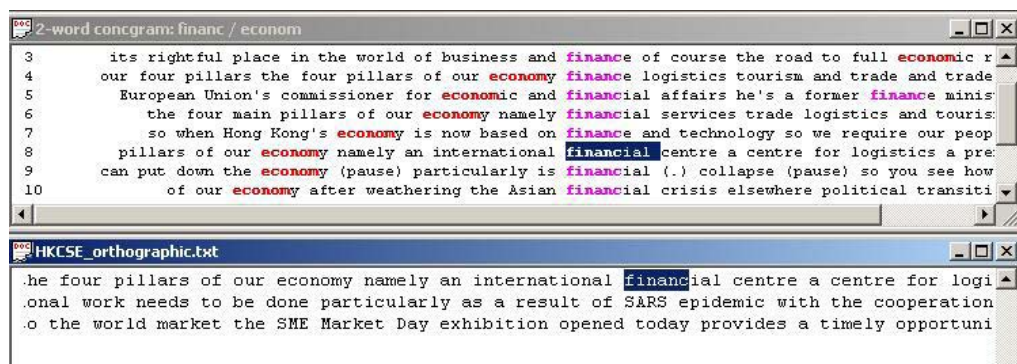 2-word concgram: financ / econom
3 its rightful place in the world of business and finance of course the road to full economic r
4 our four pillars the four pillars of our economy finance logistics tourism and trade and trade
5 European Union's commissioner for economic and financial affairs he's a former finance minis
6 the four main pillars of our economy namely financial services trade logistics and touris
7 so when Hong Kong's economy is now based on finance and technology so we require our peop
8 pillars of our economy namely an international financial centre a centre for logistics a pre
9 can put down the economy (pause) particularly is financial (.) collapse (pause) so you see how
10 of our economy after weathering the Asian financial crisis elsewhere political transiti
HKCSE_orthographic.txt
he four pillars of our economy namely an international financial centre a centre for logi
onal work needs to be done particularly as a result of SARS epidemic with the cooperation
o the world market the SME Market Day exhibition opened today provides a timely opportuni